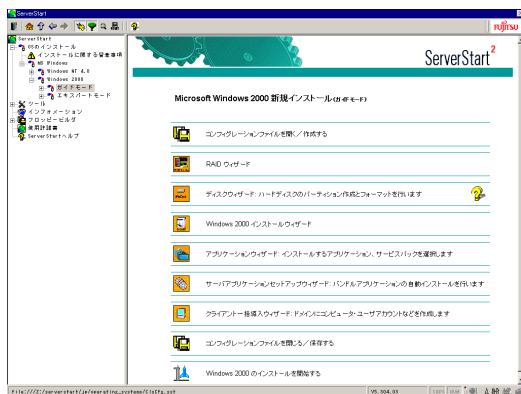 ServerStart
FUJITSU
ServerStart
OSのインストール
インストールに関する留意事項
MS Windows
Windows NT 4.0
Windows 2000
ガイドモード
エキスパートモード
ツール
インフォメーション
フロッピービルダ
使用許諾書
ServerStartヘルプ
ServerStart2
Microsoft Windows 2000 新規インストール(ガイドモード)
コンフィグレーションファイルを開く／作成する
RAID ウィザード
ディスクウィザード: ハードディスクのパーティション作成とフォーマットを行います
Windows 2000 インストールウィザード
アプリケーションウィザード: インストールするアプリケーション、サービスパックを選択します
サーバアプリケーションセットアップウィザード: バンドルアプリケーションの自動インストールを行います
クライアント一括導入ウィザード: ドメインにコンピュータ・ユーザアカウントなどを作成します
コンフィグレーションファイルを閉じる／保存する
Windows 2000 のインストールを開始する
V5.304.03